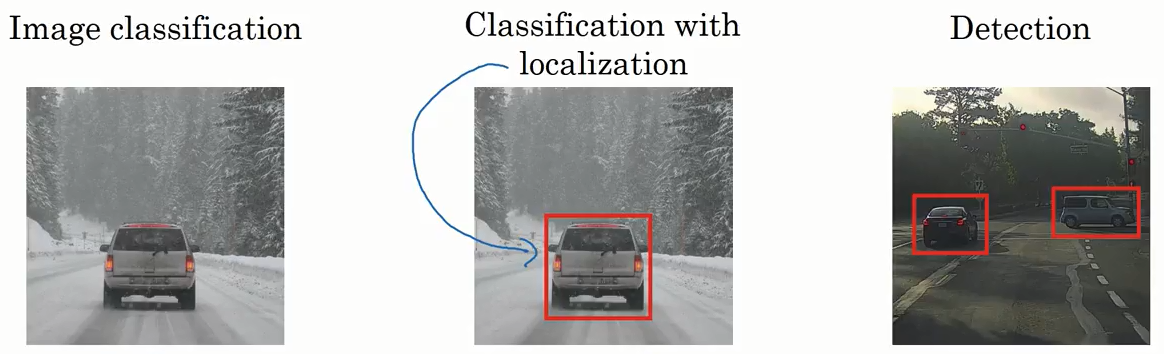 Image classification
Classification with
localization
Detection